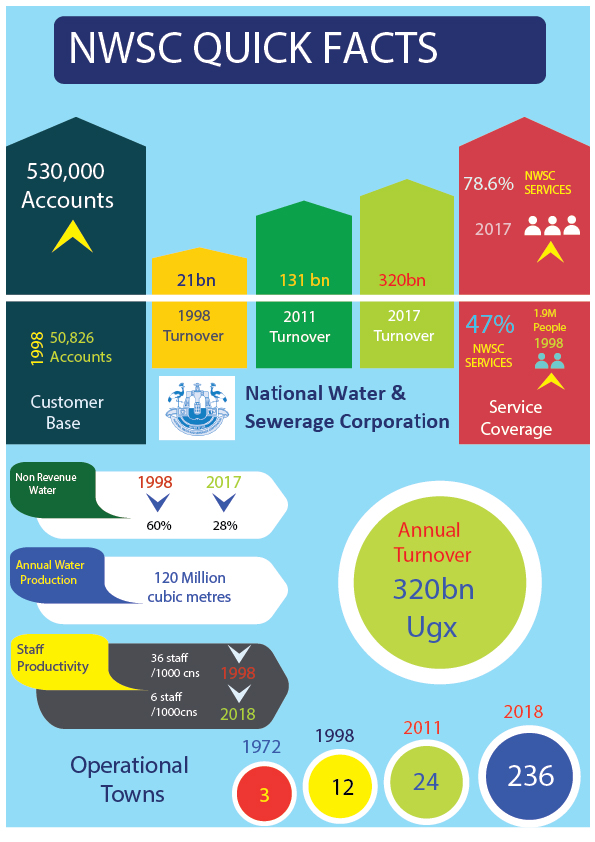 NWSC QUICK FACTS
530,000
Accounts
1998
50,826
Accounts
Customer
Base
21bn
1998
Turnover
131 bn
2011
Turnover
320bn
2017
Turnover
78.6%
NWSC
SERVICES
2017
47%
NWSC
SERVICES
1.9M
People
1998
Service
Coverage
National Water &
Sewerage Corporation
Non Revenue
Water
1998
60%
2017
28%
Annual Water
Production
120 Million
cubic metres
Staff
Productivity
36 staff
/1000 cns
1998
6 staff
/1000cns
2018
Annual
Turnover
320bn
Ugx
Operational
Towns
1972
3
1998
12
2011
24
2018
236